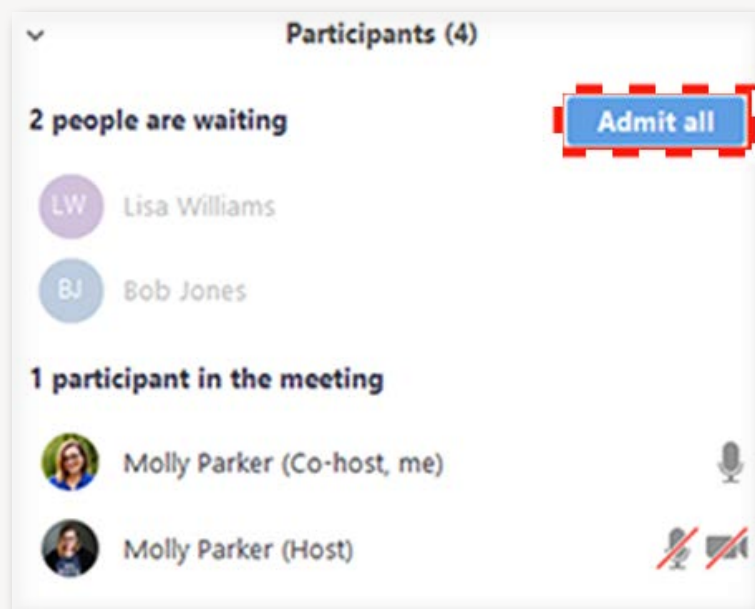 Participants (4)
2 people are waiting
Admit all
LW Lisa Williams
BJ Bob Jones
1 participant in the meeting
Molly Parker (Co-host, me)
Molly Parker (Host)